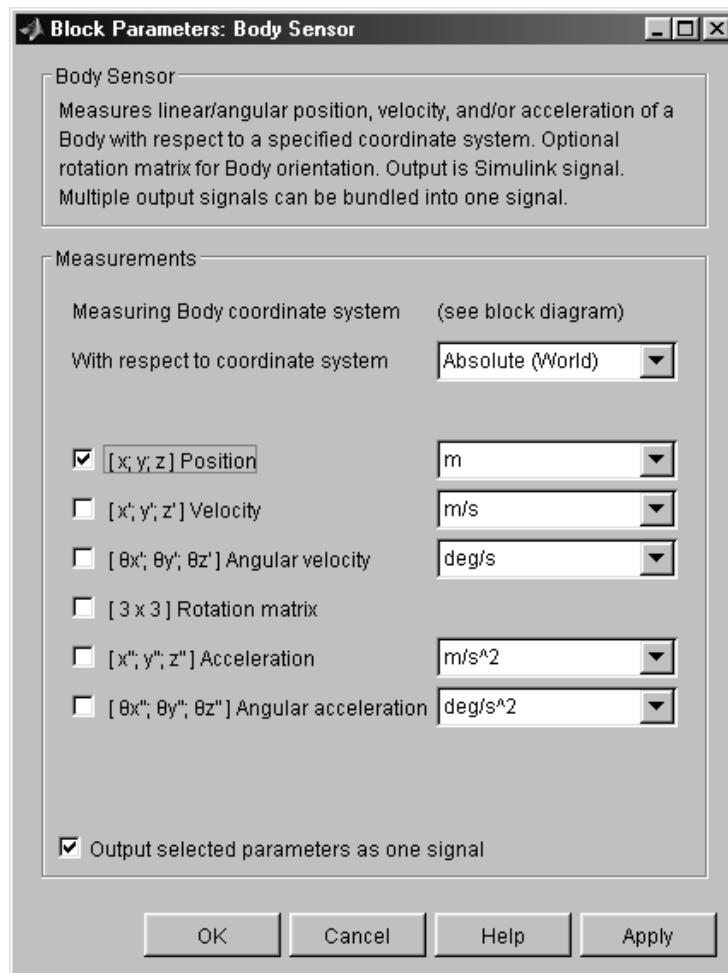 Block Parameters: Body Sensor
Body Sensor
Measures linear/angular position, velocity, and/or acceleration of a
Body with respect to a specified coordinate system. Optional
rotation matrix for Body orientation. Output is Simulink signal.
Multiple output signals can be bundled into one signal.
Measurements
Measuring Body coordinate system (see block diagram)
With respect to coordinate system Absolute (World)
[ x; y; z ] Position m
[ x'; y'; z' ] Velocity m/s
[ θx'; θy'; θz' ] Angular velocity deg/s
[ 3 x 3 ] Rotation matrix
[ x"; y"; z" ] Acceleration m/s^2
[ θx"; θy"; θz" ] Angular acceleration deg/s^2
Output selected parameters as one signal
OK Cancel Help Apply